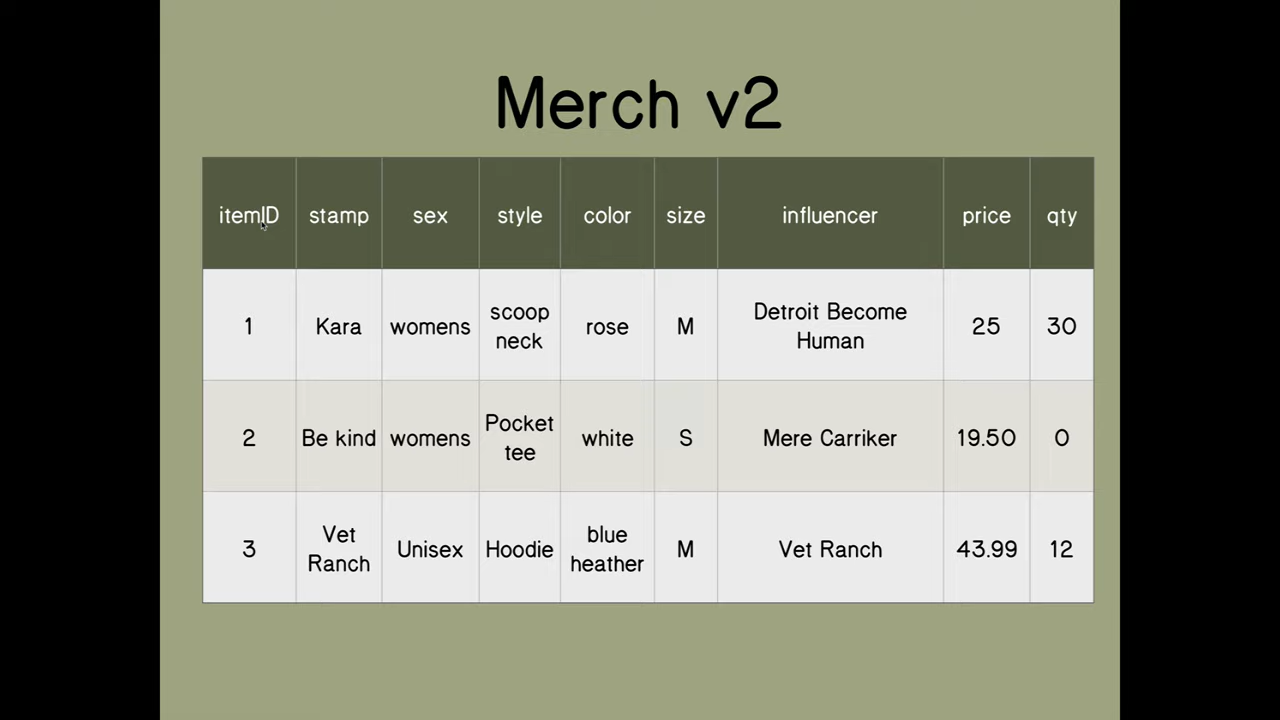 Merch v2
itemID stamp sex style color size influencer price qty
1 Kara womens scoop neck rose M Detroit Become Human 25 30
2 Be kind womens Pocket tee white S Mere Carriker 19.50 0
3 Vet Ranch Unisex Hoodie blue heather M Vet Ranch 43.99 12